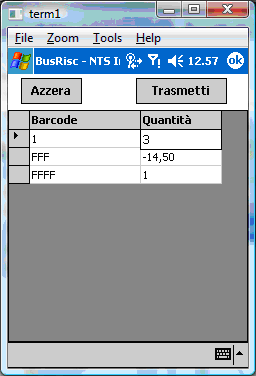 term1
File Zoom Tools Help
BusRisc - NTS I 12.57 ok
Azzera Trasmetti
Barcode Quantità
1 3
FFF -14,50
FFFF 1